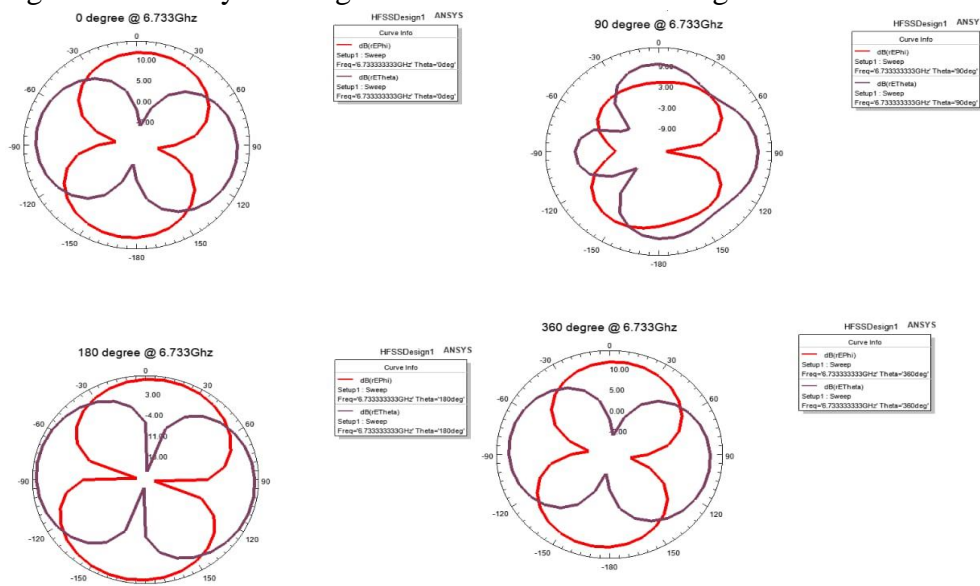 0 degree @ 6.733Ghz
HFSSDesign1 ANSYS
Curve Info
dB(rEPhi)
Setup1 : Sweep
Freq='6.733333333GHz' Theta='0deg'
dB(rETheta)
Setup1 : Sweep
Freq='6.733333333GHz' Theta='0deg'
0
30
60
90
120
150
-180
-150
-120
-90
-60
-30
10.00
5.00
0.00
90 degree @ 6.733Ghz
HFSSDesign1 ANSYS
Curve Info
dB(rEPhi)
Setup1 : Sweep
Freq='6.733333333GHz' Theta='90deg'
dB(rETheta)
Setup1 : Sweep
Freq='6.733333333GHz' Theta='90deg'
0
30
60
90
120
150
-180
-150
-120
-90
-60
-30
9.00
3.00
-3.00
-9.00
180 degree @ 6.733Ghz
HFSSDesign1 ANSYS
Curve Info
dB(rEPhi)
Setup1 : Sweep
Freq='6.733333333GHz' Theta='180deg'
dB(rETheta)
Setup1 : Sweep
Freq='6.733333333GHz' Theta='180deg'
0
30
60
90
120
150
-180
-150
-120
-90
-60
-30
3.00
-4.00
11.00
360 degree @ 6.733Ghz
HFSSDesign1 ANSYS
Curve Info
dB(rEPhi)
Setup1 : Sweep
Freq='6.733333333GHz' Theta='360deg'
dB(rETheta)
Setup1 : Sweep
Freq='6.733333333GHz' Theta='360deg'
0
30
60
90
120
150
-180
-150
-120
-90
-60
-30
10.00
5.00
0.00